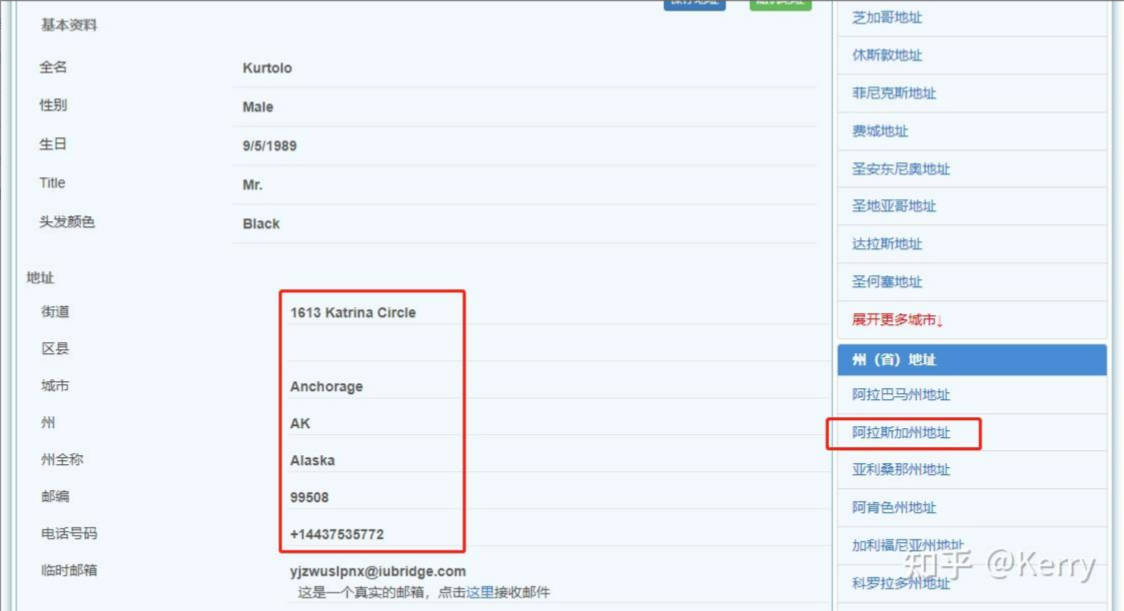 基本资料
全名 Kurtolo
性别 Male
生日 9/5/1989
Title Mr.
头发颜色 Black
地址
街道 1613 Katrina Circle
区县
城市 Anchorage
州 AK
州全称 Alaska
邮编 99508
电话号码 +14437535772
临时邮箱 yjzwuslpnx@iubridge.com
这是一个真实的邮箱，点击这里接收邮件
芝加哥地址
休斯敦地址
菲尼克斯地址
费城地址
圣安东尼奥地址
圣地亚哥地址
达拉斯地址
圣何塞地址
展开更多城市↓
州（省）地址
阿拉巴马州地址
阿拉斯加州地址
亚利桑那州地址
阿肯色州地址
加利福尼亚州地址
科罗拉多州地址
知乎 @Kerry